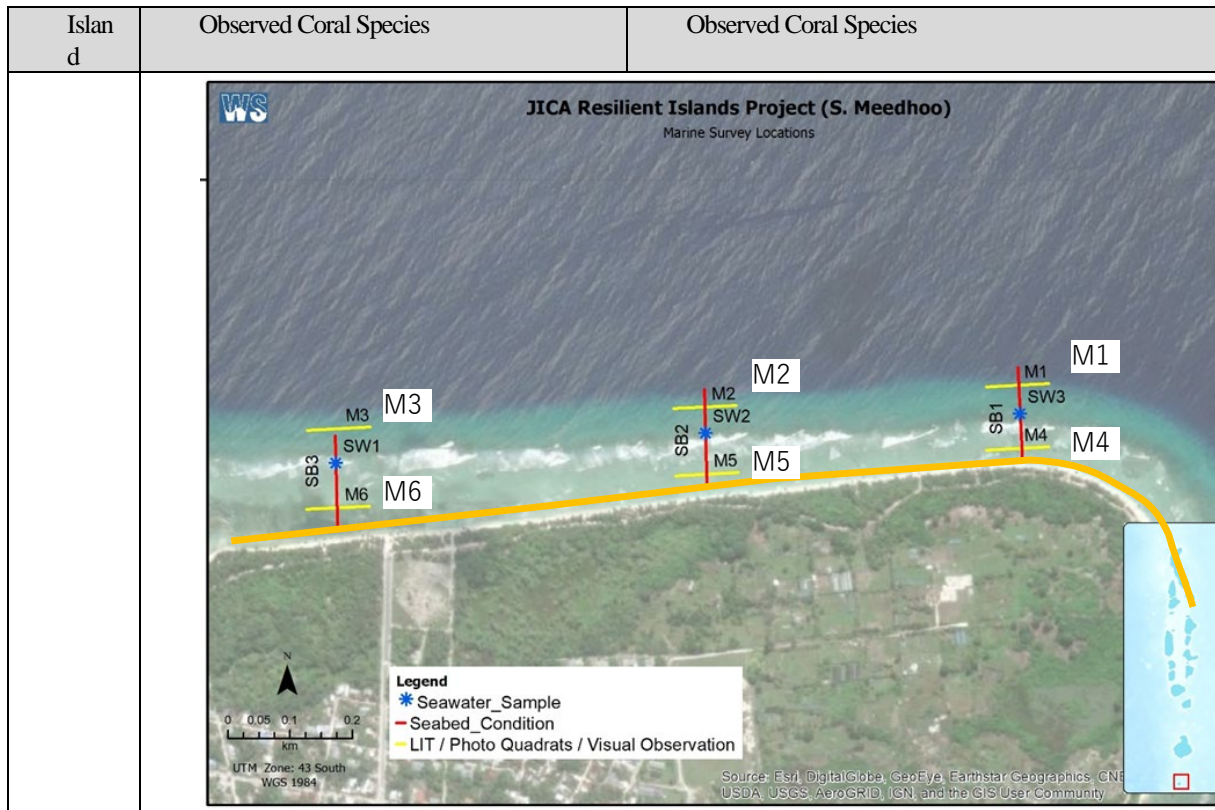 Islan
d
Observed Coral Species
Observed Coral Species
WS
JICA Resilient Islands Project (S. Meedhoo)
Marine Survey Locations
M1
M1
SW3
SB1
M4
M4
M2
M2
SW2
SB2
M5
M5
M3
M3
SW1
SB3
M6
M6
N
0 0.05 0.1 0.2
km
UTM Zone: 43 South
WGS 1984
Legend
Seawater_Sample
Seabed_Condition
LIT / Photo Quadrats / Visual Observation
Source: Esri, DigitalGlobe, GeoEye, Earthstar Geographics, CNE
USDA, USGS, AeroGRID, IGN, and the GIS User Community